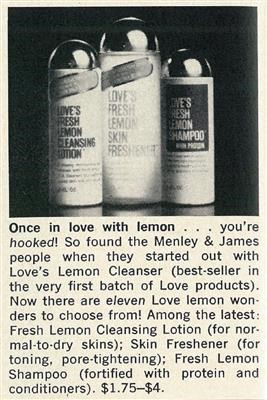 LOVE'S
FRESH
LEMON
CLEANSING
LOTION
LOVE'S
FRESH
LEMON
SKIN
FRESHENER
LOVE'S
FRESH
LEMON
SHAMPOO
WITH PROTEIN
Once in love with lemon . . . you're
hooked! So found the Menley & James
people when they started out with
Love's Lemon Cleanser (best-seller in
the very first batch of Love products).
Now there are eleven Love lemon won-
ders to choose from! Among the latest:
Fresh Lemon Cleansing Lotion (for nor-
mal-to-dry skins); Skin Freshener (for
toning, pore-tightening); Fresh Lemon
Shampoo (fortified with protein and
conditioners). $1.75–$4.